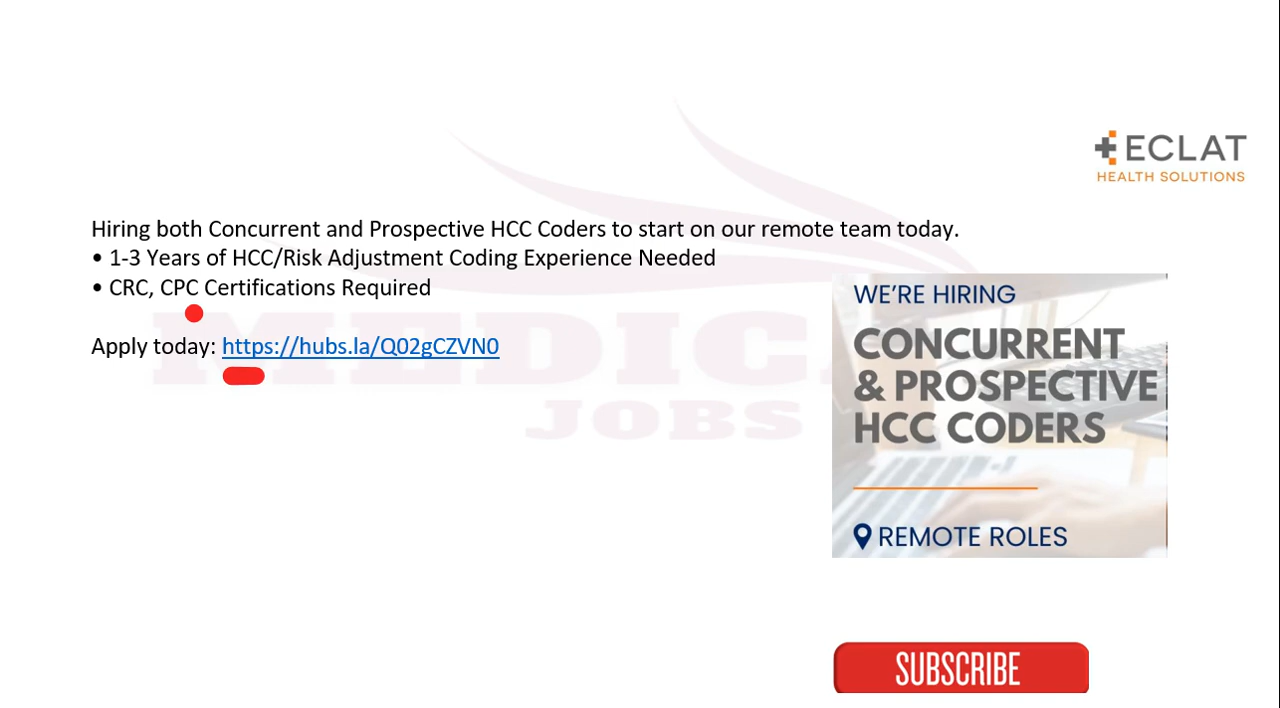 ECLAT
HEALTH SOLUTIONS
Hiring both Concurrent and Prospective HCC Coders to start on our remote team today.
• 1-3 Years of HCC/Risk Adjustment Coding Experience Needed
• CRC, CPC Certifications Required
Apply today: https://hubs.la/Q02gCZVN0
MEDICA
JOBS
WE'RE HIRING
CONCURRENT
& PROSPECTIVE
HCC CODERS
REMOTE ROLES
SUBSCRIBE